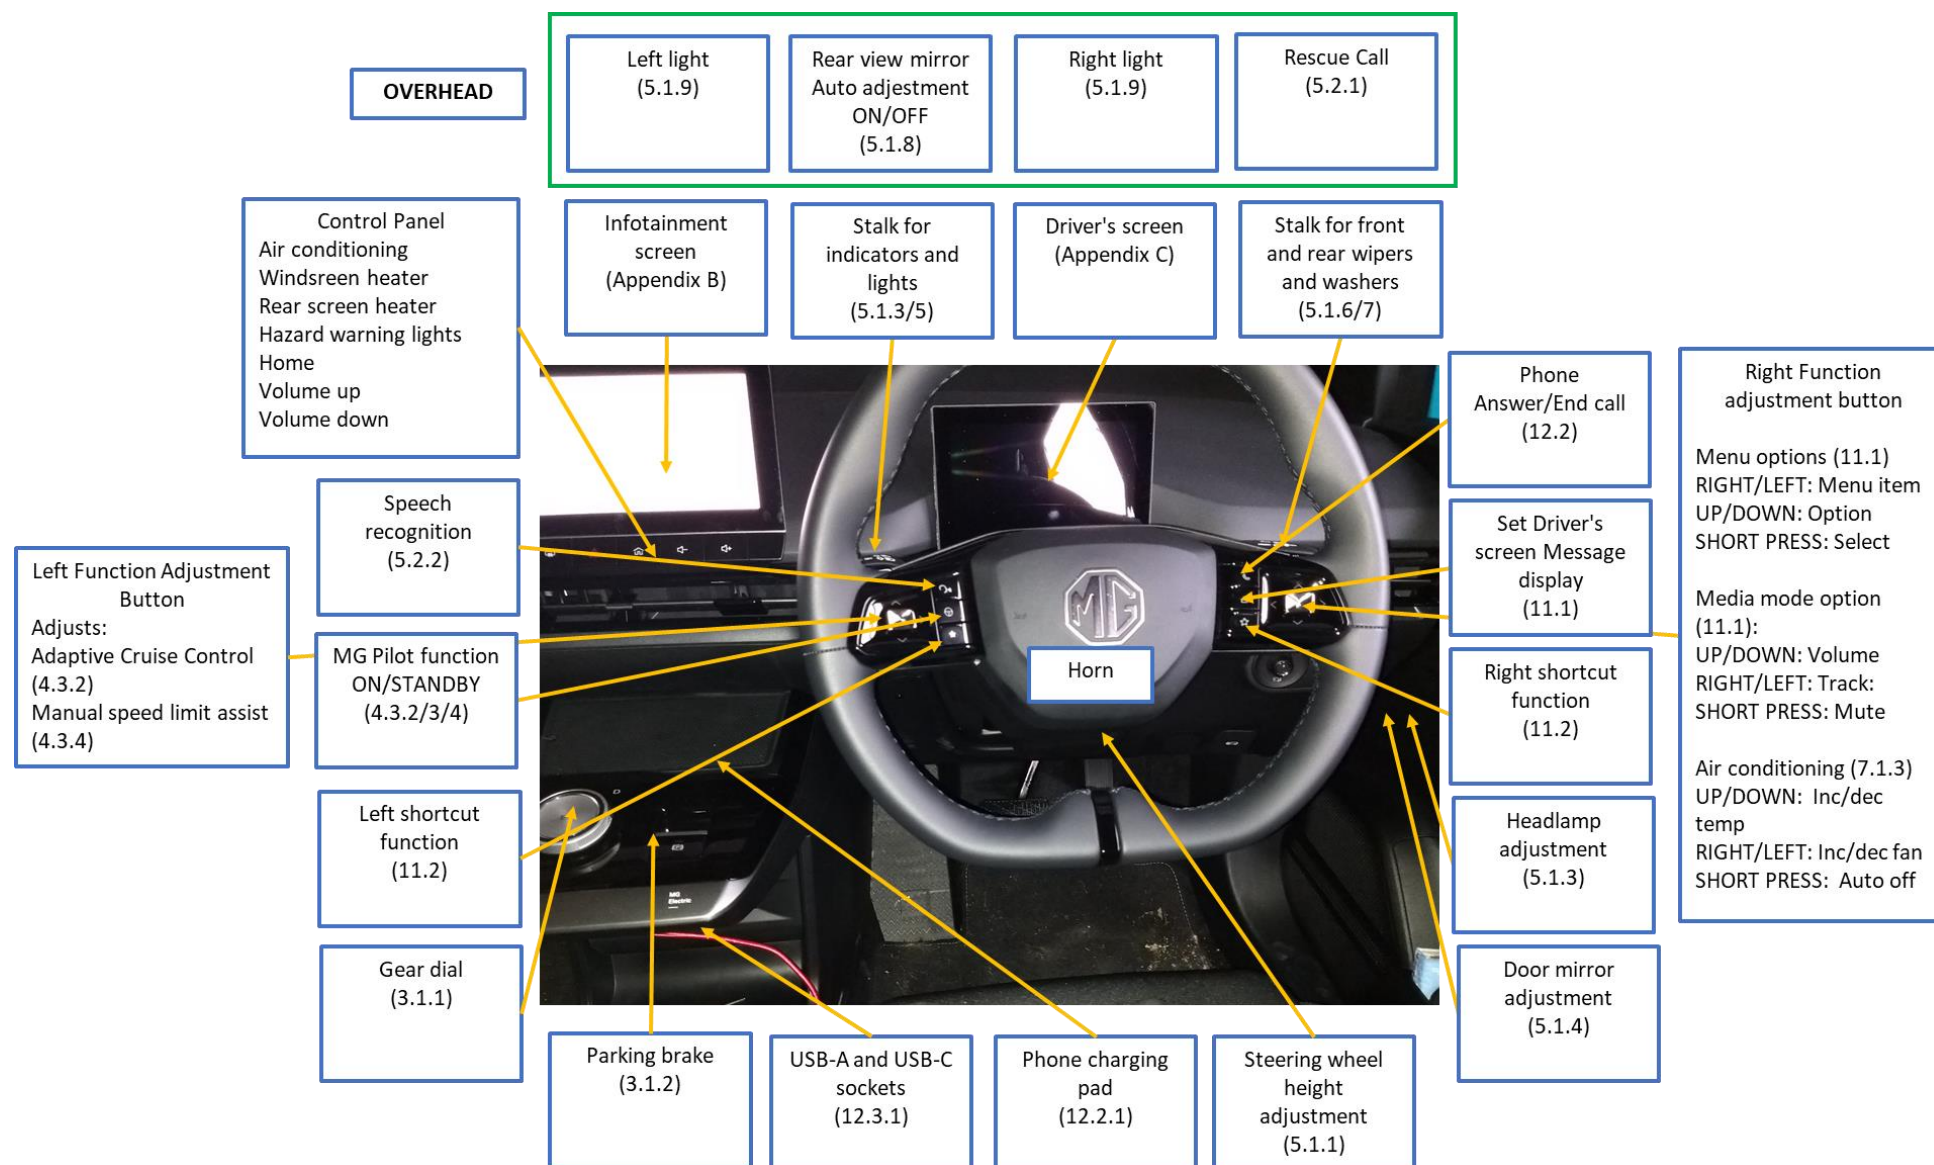 OVERHEAD
Left light
(5.1.9)
Rear view mirror
Auto adjestment
ON/OFF
(5.1.8)
Right light
(5.1.9)
Rescue Call
(5.2.1)
Control Panel
Air conditioning
Windsreen heater
Rear screen heater
Hazard warning lights
Home
Volume up
Volume down
Infotainment
screen
(Appendix B)
Stalk for
indicators and
lights
(5.1.3/5)
Driver's screen
(Appendix C)
Stalk for front
and rear wipers
and washers
(5.1.6/7)
Phone
Answer/End call
(12.2)
Right Function
adjustment button
Menu options (11.1)
RIGHT/LEFT: Menu item
UP/DOWN: Option
SHORT PRESS: Select
Media mode option
(11.1):
UP/DOWN: Volume
RIGHT/LEFT: Track:
SHORT PRESS: Mute
Air conditioning (7.1.3)
UP/DOWN:  Inc/dec
temp
RIGHT/LEFT: Inc/dec fan
SHORT PRESS:  Auto off
Speech
recognition
(5.2.2)
Set Driver's
screen Message
display
(11.1)
Left Function Adjustment
Button
Adjusts:
Adaptive Cruise Control
(4.3.2)
Manual speed limit assist
(4.3.4)
MG Pilot function
ON/STANDBY
(4.3.2/3/4)
MG
Horn
Right shortcut
function
(11.2)
Left shortcut
function
(11.2)
D
MG
Electric
Headlamp
adjustment
(5.1.3)
Gear dial
(3.1.1)
Door mirror
adjustment
(5.1.4)
Parking brake
(3.1.2)
USB-A and USB-C
sockets
(12.3.1)
Phone charging
pad
(12.2.1)
Steering wheel
height
adjustment
(5.1.1)